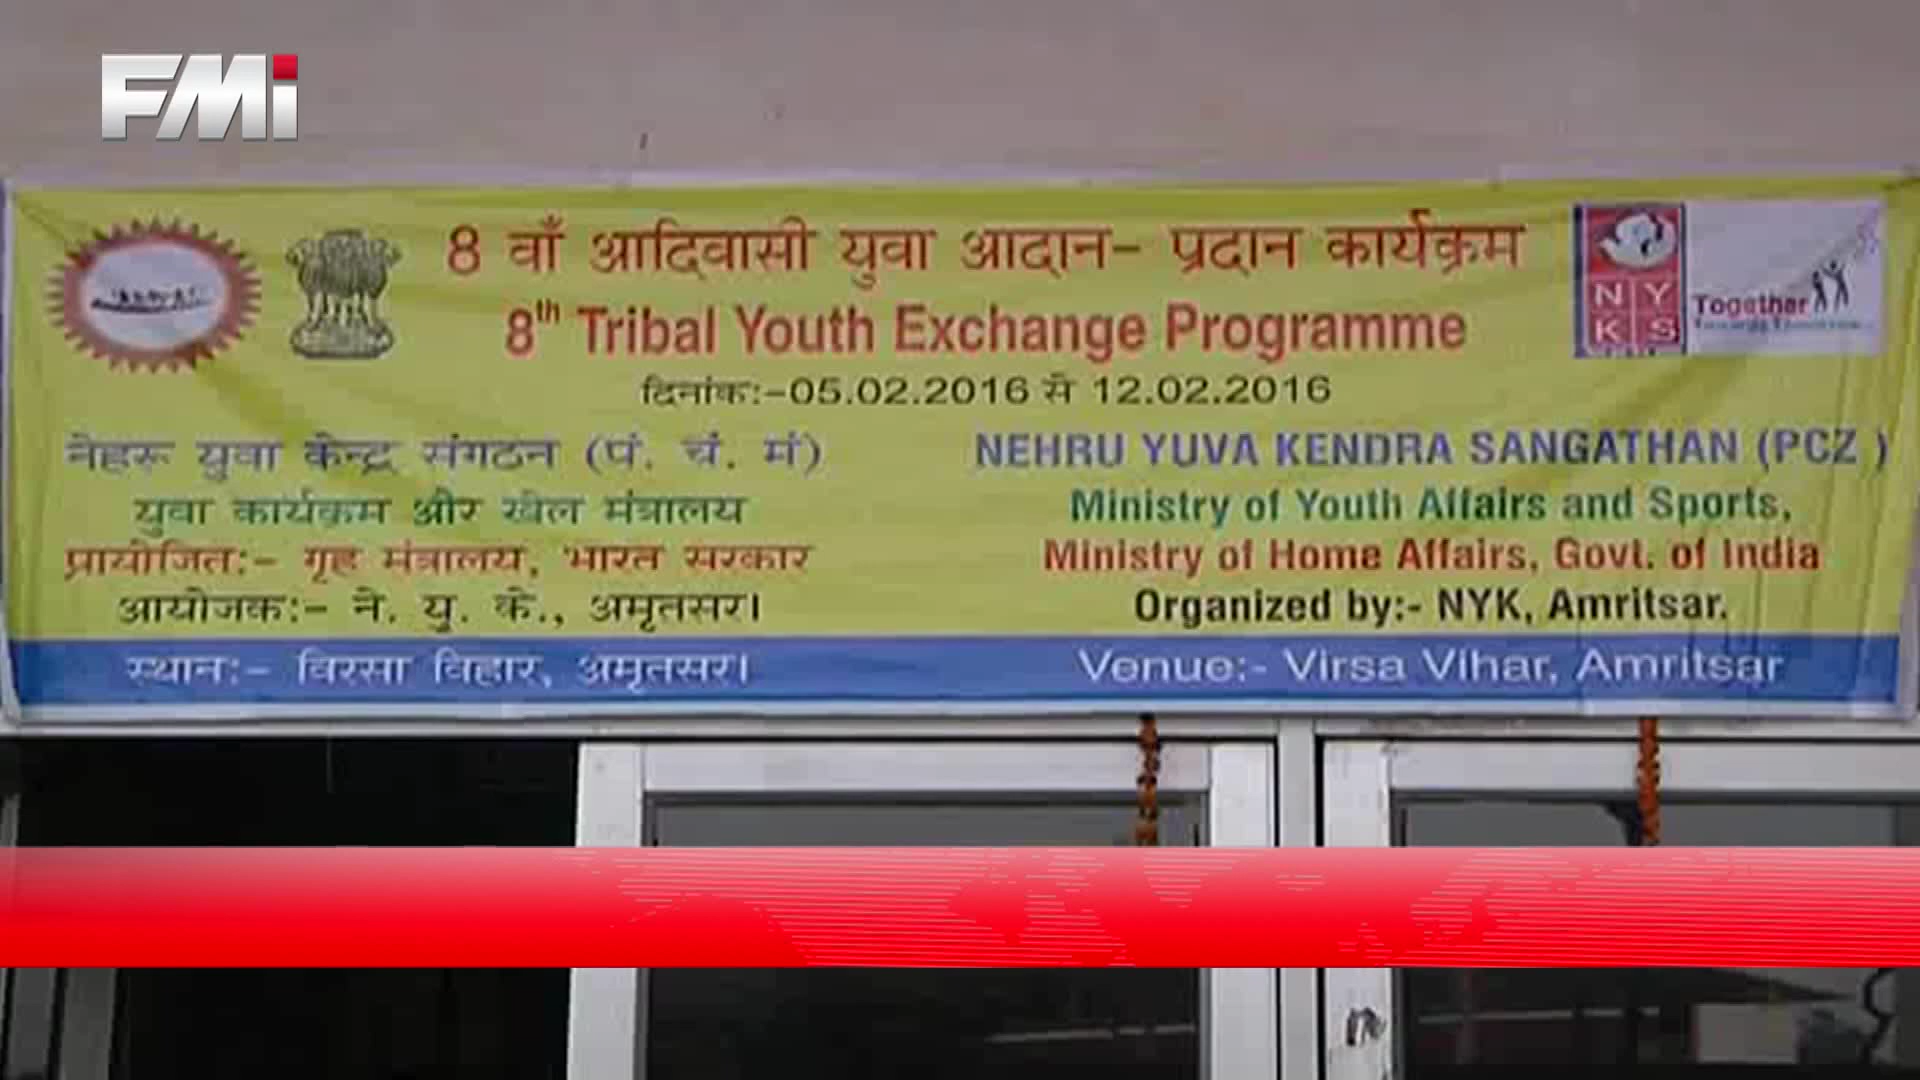 FMi
8 वाँ आदिवासी युवा आदान- प्रदान कार्यक्रम
8th Tribal Youth Exchange Programme
दिनांक:-05.02.2016 से 12.02.2016
N Y
K S
Together
नेहरू युवा केन्द्र संगठन (पं. चं. मं)
युवा कार्यक्रम और खेल मंत्रालय
प्रायोजित:- गृह मंत्रालय, भारत सरकार
आयोजक:- ने. यु. के., अमृतसर।
NEHRU YUVA KENDRA SANGATHAN (PCZ )
Ministry of Youth Affairs and Sports,
Ministry of Home Affairs, Govt. of India
Organized by:- NYK, Amritsar.
स्थान:- विरसा विहार, अमृतसर।
Venue:- Virsa Vihar, Amritsar